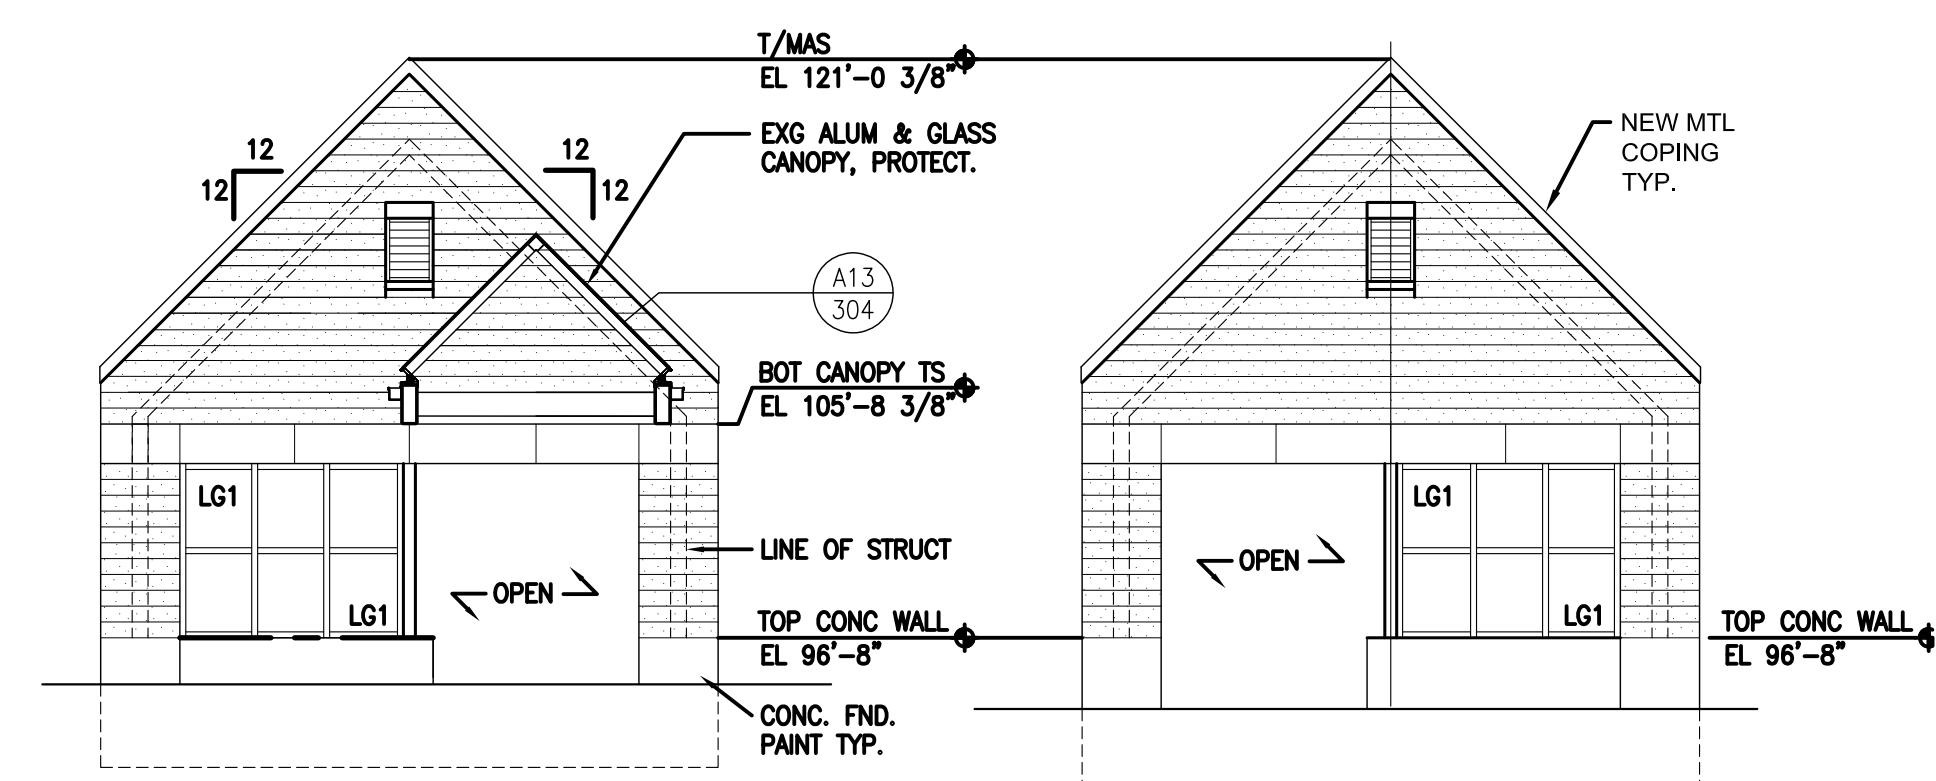 T/MAS
EL 121'-0 3/8"
EXG ALUM & GLASS
CANOPY, PROTECT.
NEW MTL
COPING
TYP.
12
12
12
12
A13
304
BOT CANOPY TS
EL 105'-8 3/8"
LG1
LG1
OPEN
LINE OF STRUCT
LG1
LG1
OPEN
TOP CONC WALL
EL 96'-8"
TOP CONC WALL
EL 96'-8"
CONC. FND.
PAINT TYP.